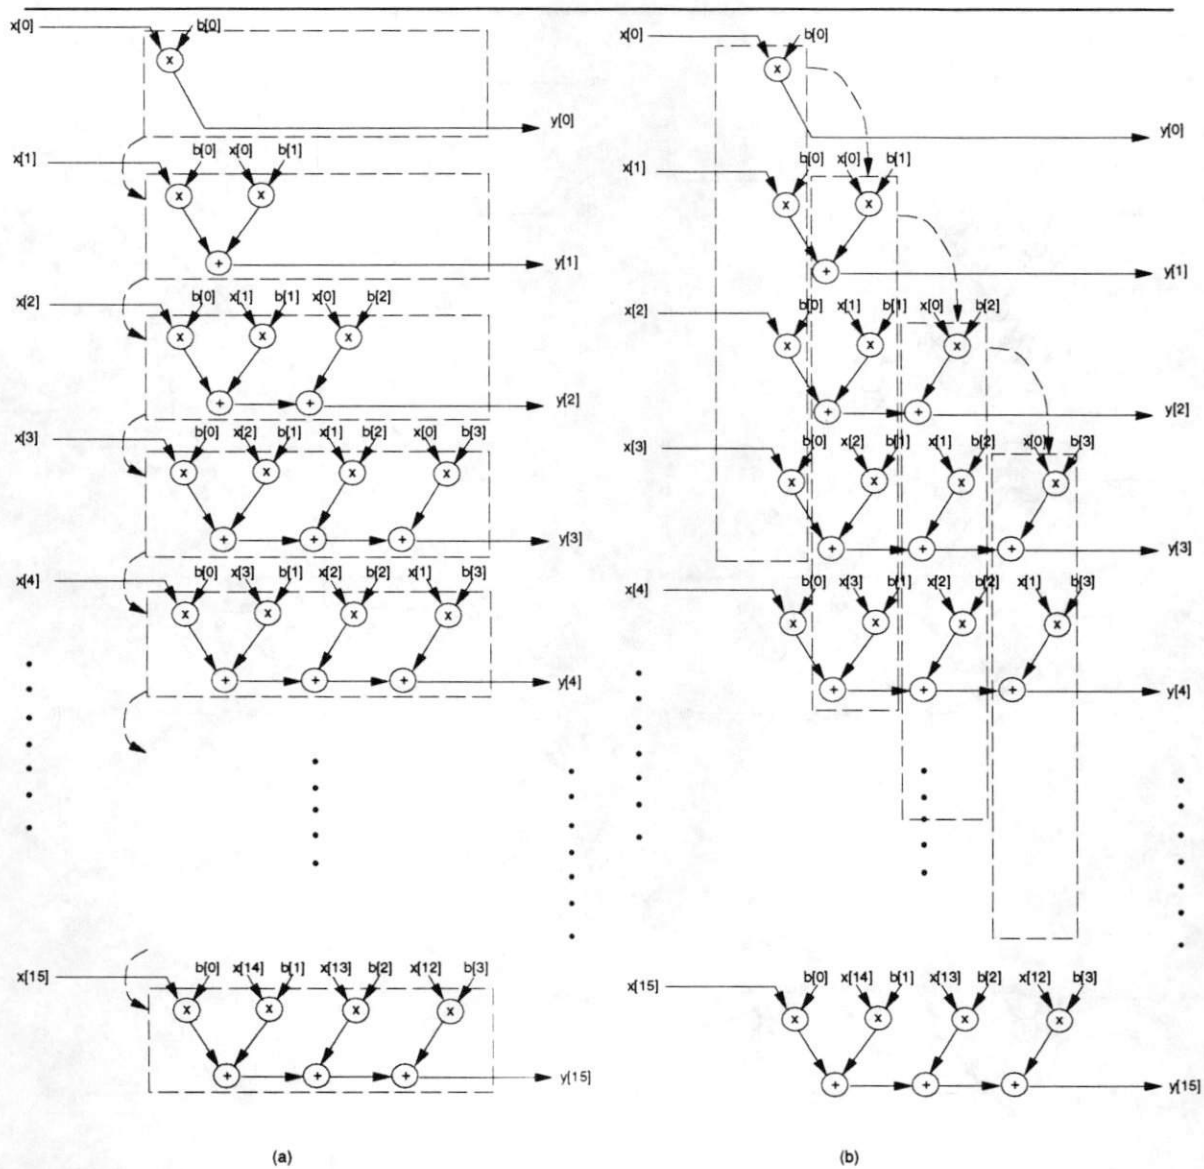 x[0] b[0]
x
y[0]
x[1] b[0] x[0] b[1]
x x
+ y[1]
x[2] b[0] x[1] b[1] x[0] b[2]
x x x
+ + y[2]
x[3] b[0] x[2] b[1] x[1] b[2] x[0] b[3]
x x x x
+ + + y[3]
x[4] b[0] x[3] b[1] x[2] b[2] x[1] b[3]
x x x x
+ + + y[4]
x[15] b[0] x[14] b[1] x[13] b[2] x[12] b[3]
x x x x
+ + + y[15]
(a)
x[0] b[0]
x
y[0]
x[1] b[0] x[0] b[1]
x x
+ y[1]
x[2] b[0] x[1] b[1] x[0] b[2]
x x x
+ + y[2]
x[3] b[0] x[2] b[1] x[1] b[2] x[0] b[3]
x x x x
+ + + y[3]
x[4] b[0] x[3] b[1] x[2] b[2] x[1] b[3]
x x x x
+ + + y[4]
x[15] b[0] x[14] b[1] x[13] b[2] x[12] b[3]
x x x x
+ + + y[15]
(b)